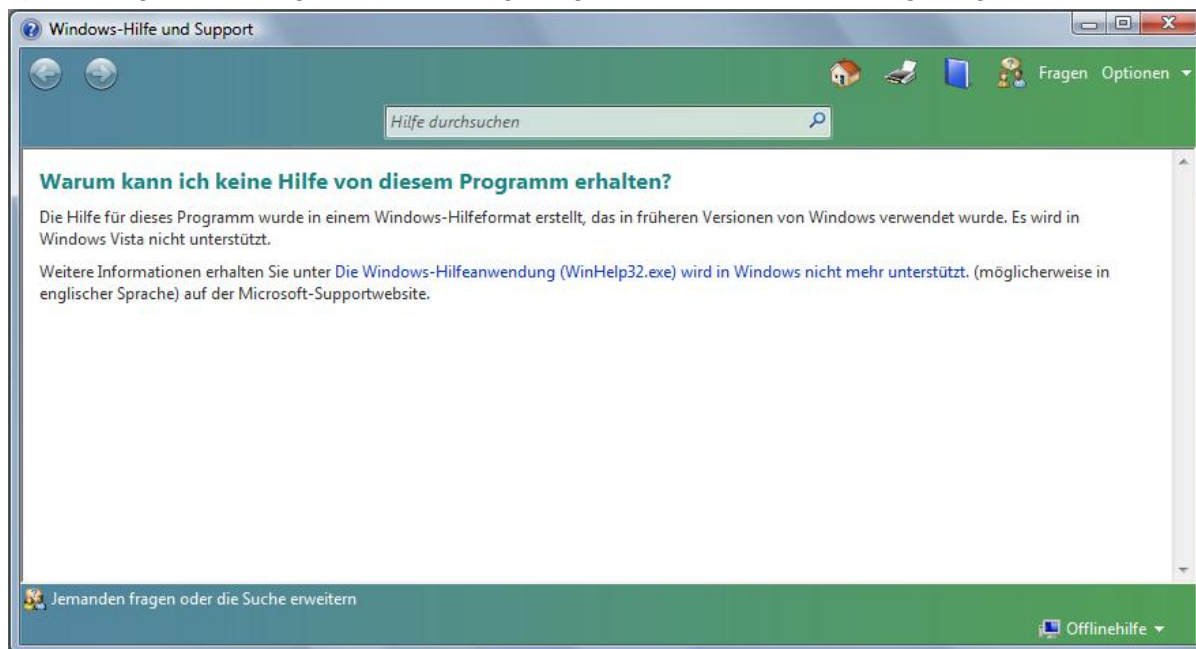 Windows-Hilfe und Support
Fragen Optionen
Hilfe durchsuchen
Warum kann ich keine Hilfe von diesem Programm erhalten?
Die Hilfe für dieses Programm wurde in einem Windows-Hilfeformat erstellt, das in früheren Versionen von Windows verwendet wurde. Es wird in
Windows Vista nicht unterstützt.
Weitere Informationen erhalten Sie unter Die Windows-Hilfeanwendung (WinHelp32.exe) wird in Windows nicht mehr unterstützt. (möglicherweise in
englischer Sprache) auf der Microsoft-Supportwebsite.
Jemanden fragen oder die Suche erweitern
Offlinehilfe